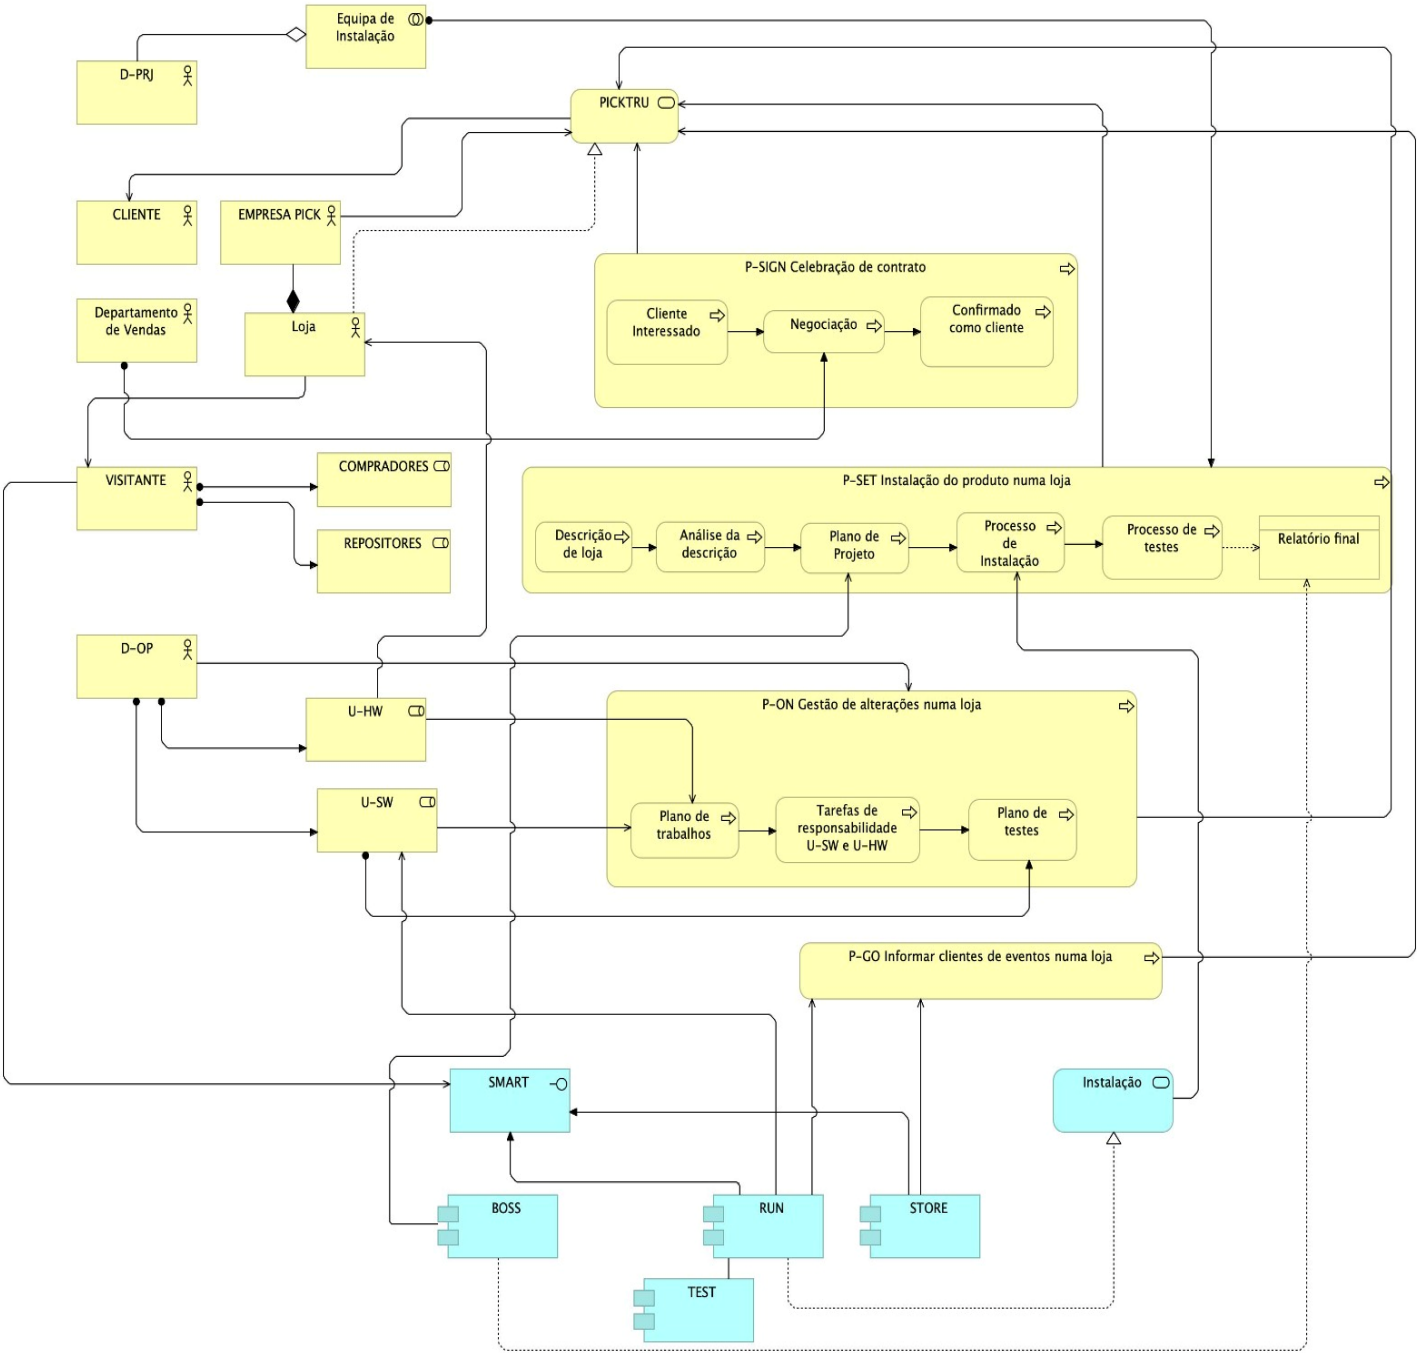 Equipa de
Instalação
D-PRJ
PICKTRU
CLIENTE
EMPRESA PICK
P-SIGN Celebração de contrato
Departamento
de Vendas
Loja
Cliente
Interessado
Negociação
Confirmado
como cliente
VISITANTE
COMPRADORES
REPOSITORES
P-SET Instalação do produto numa loja
Descrição
de loja
Análise da
descrição
Plano de
Projeto
Processo
de
Instalação
Processo de
testes
Relatório final
D-OP
U-HW
U-SW
P-ON Gestão de alterações numa loja
Plano de
trabalhos
Tarefas de
responsabilidade
U-SW e U-HW
Plano de
testes
P-GO Informar clientes de eventos numa loja
SMART
Instalação
BOSS
RUN
STORE
TEST